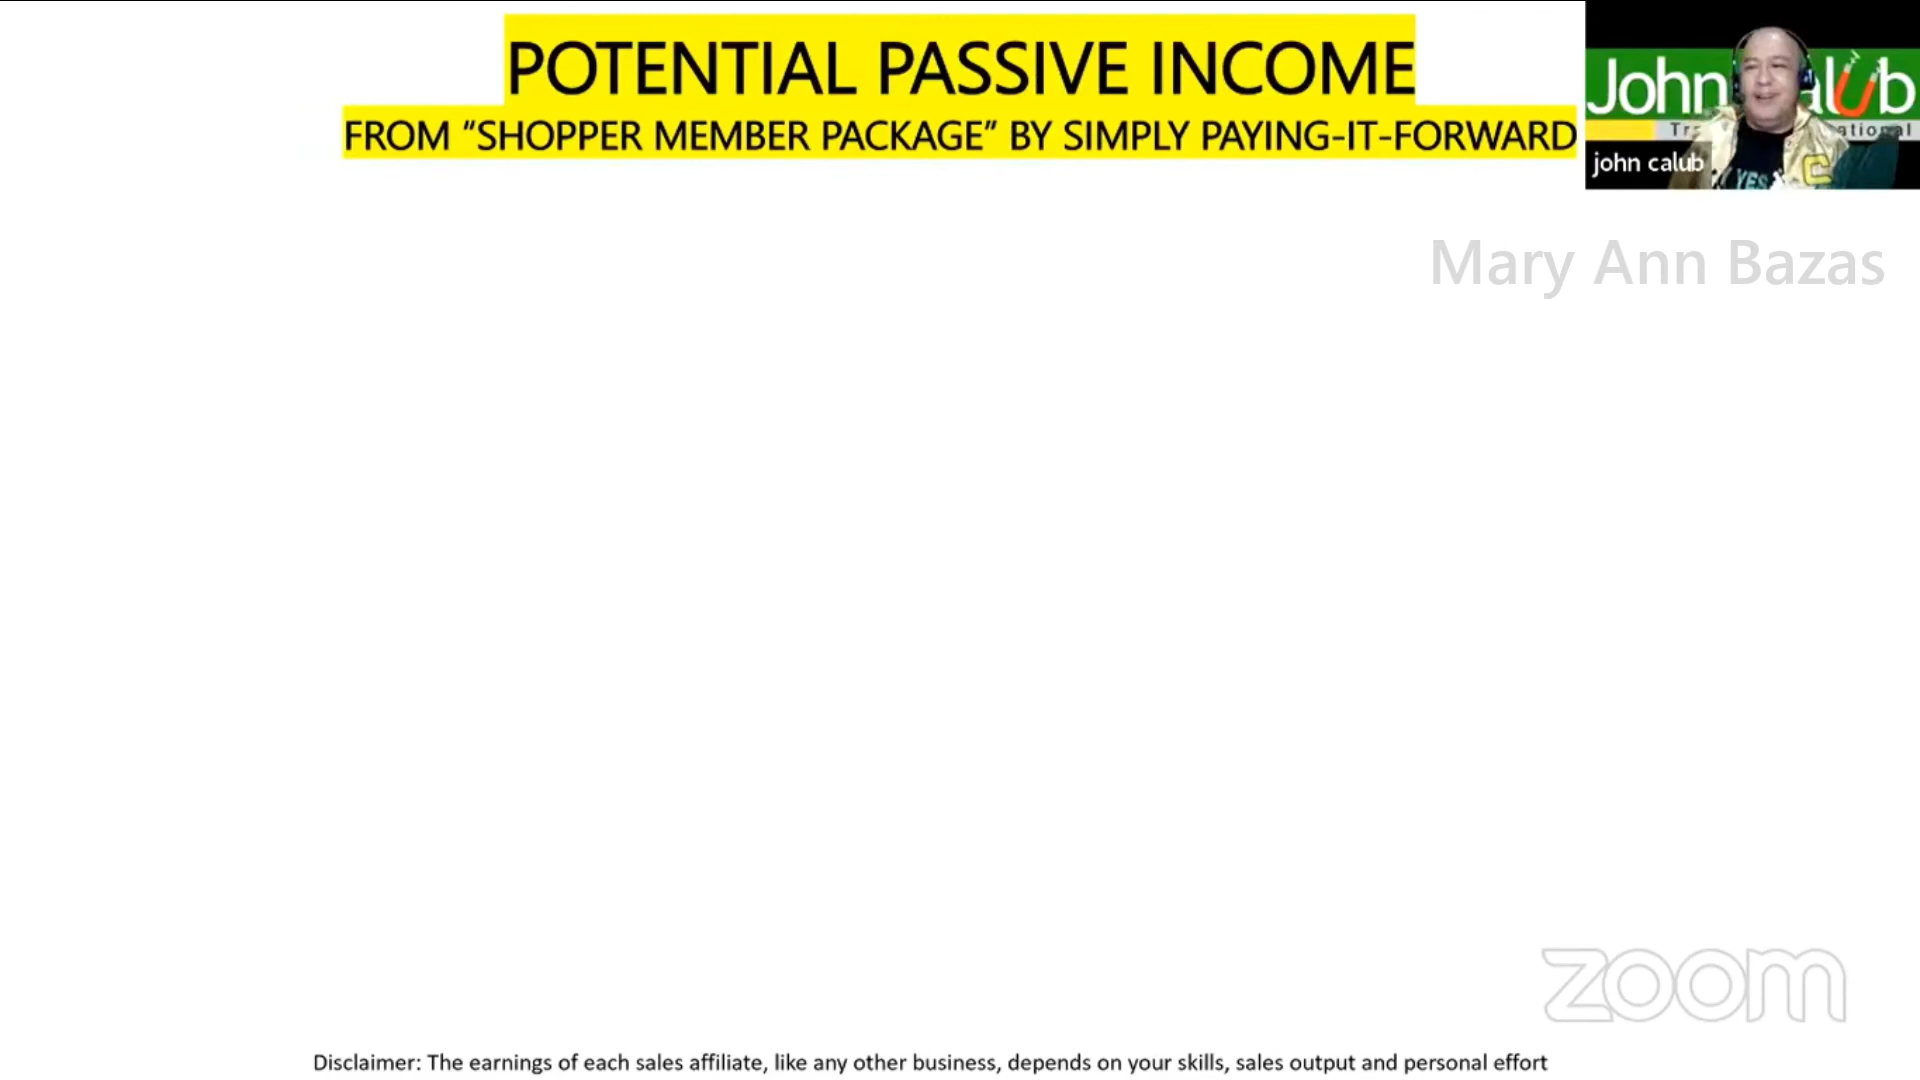 POTENTIAL PASSIVE INCOME
FROM “SHOPPER MEMBER PACKAGE” BY SIMPLY PAYING-IT-FORWARD
john calub
YES
C
Mary Ann Bazas
zoom
Disclaimer: The earnings of each sales affiliate, like any other business, depends on your skills, sales output and personal effort